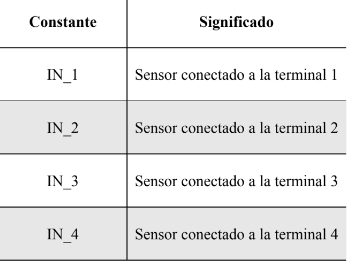 Constante Significado
IN_1 Sensor conectado a la terminal 1
IN_2 Sensor conectado a la terminal 2
IN_3 Sensor conectado a la terminal 3
IN_4 Sensor conectado a la terminal 4